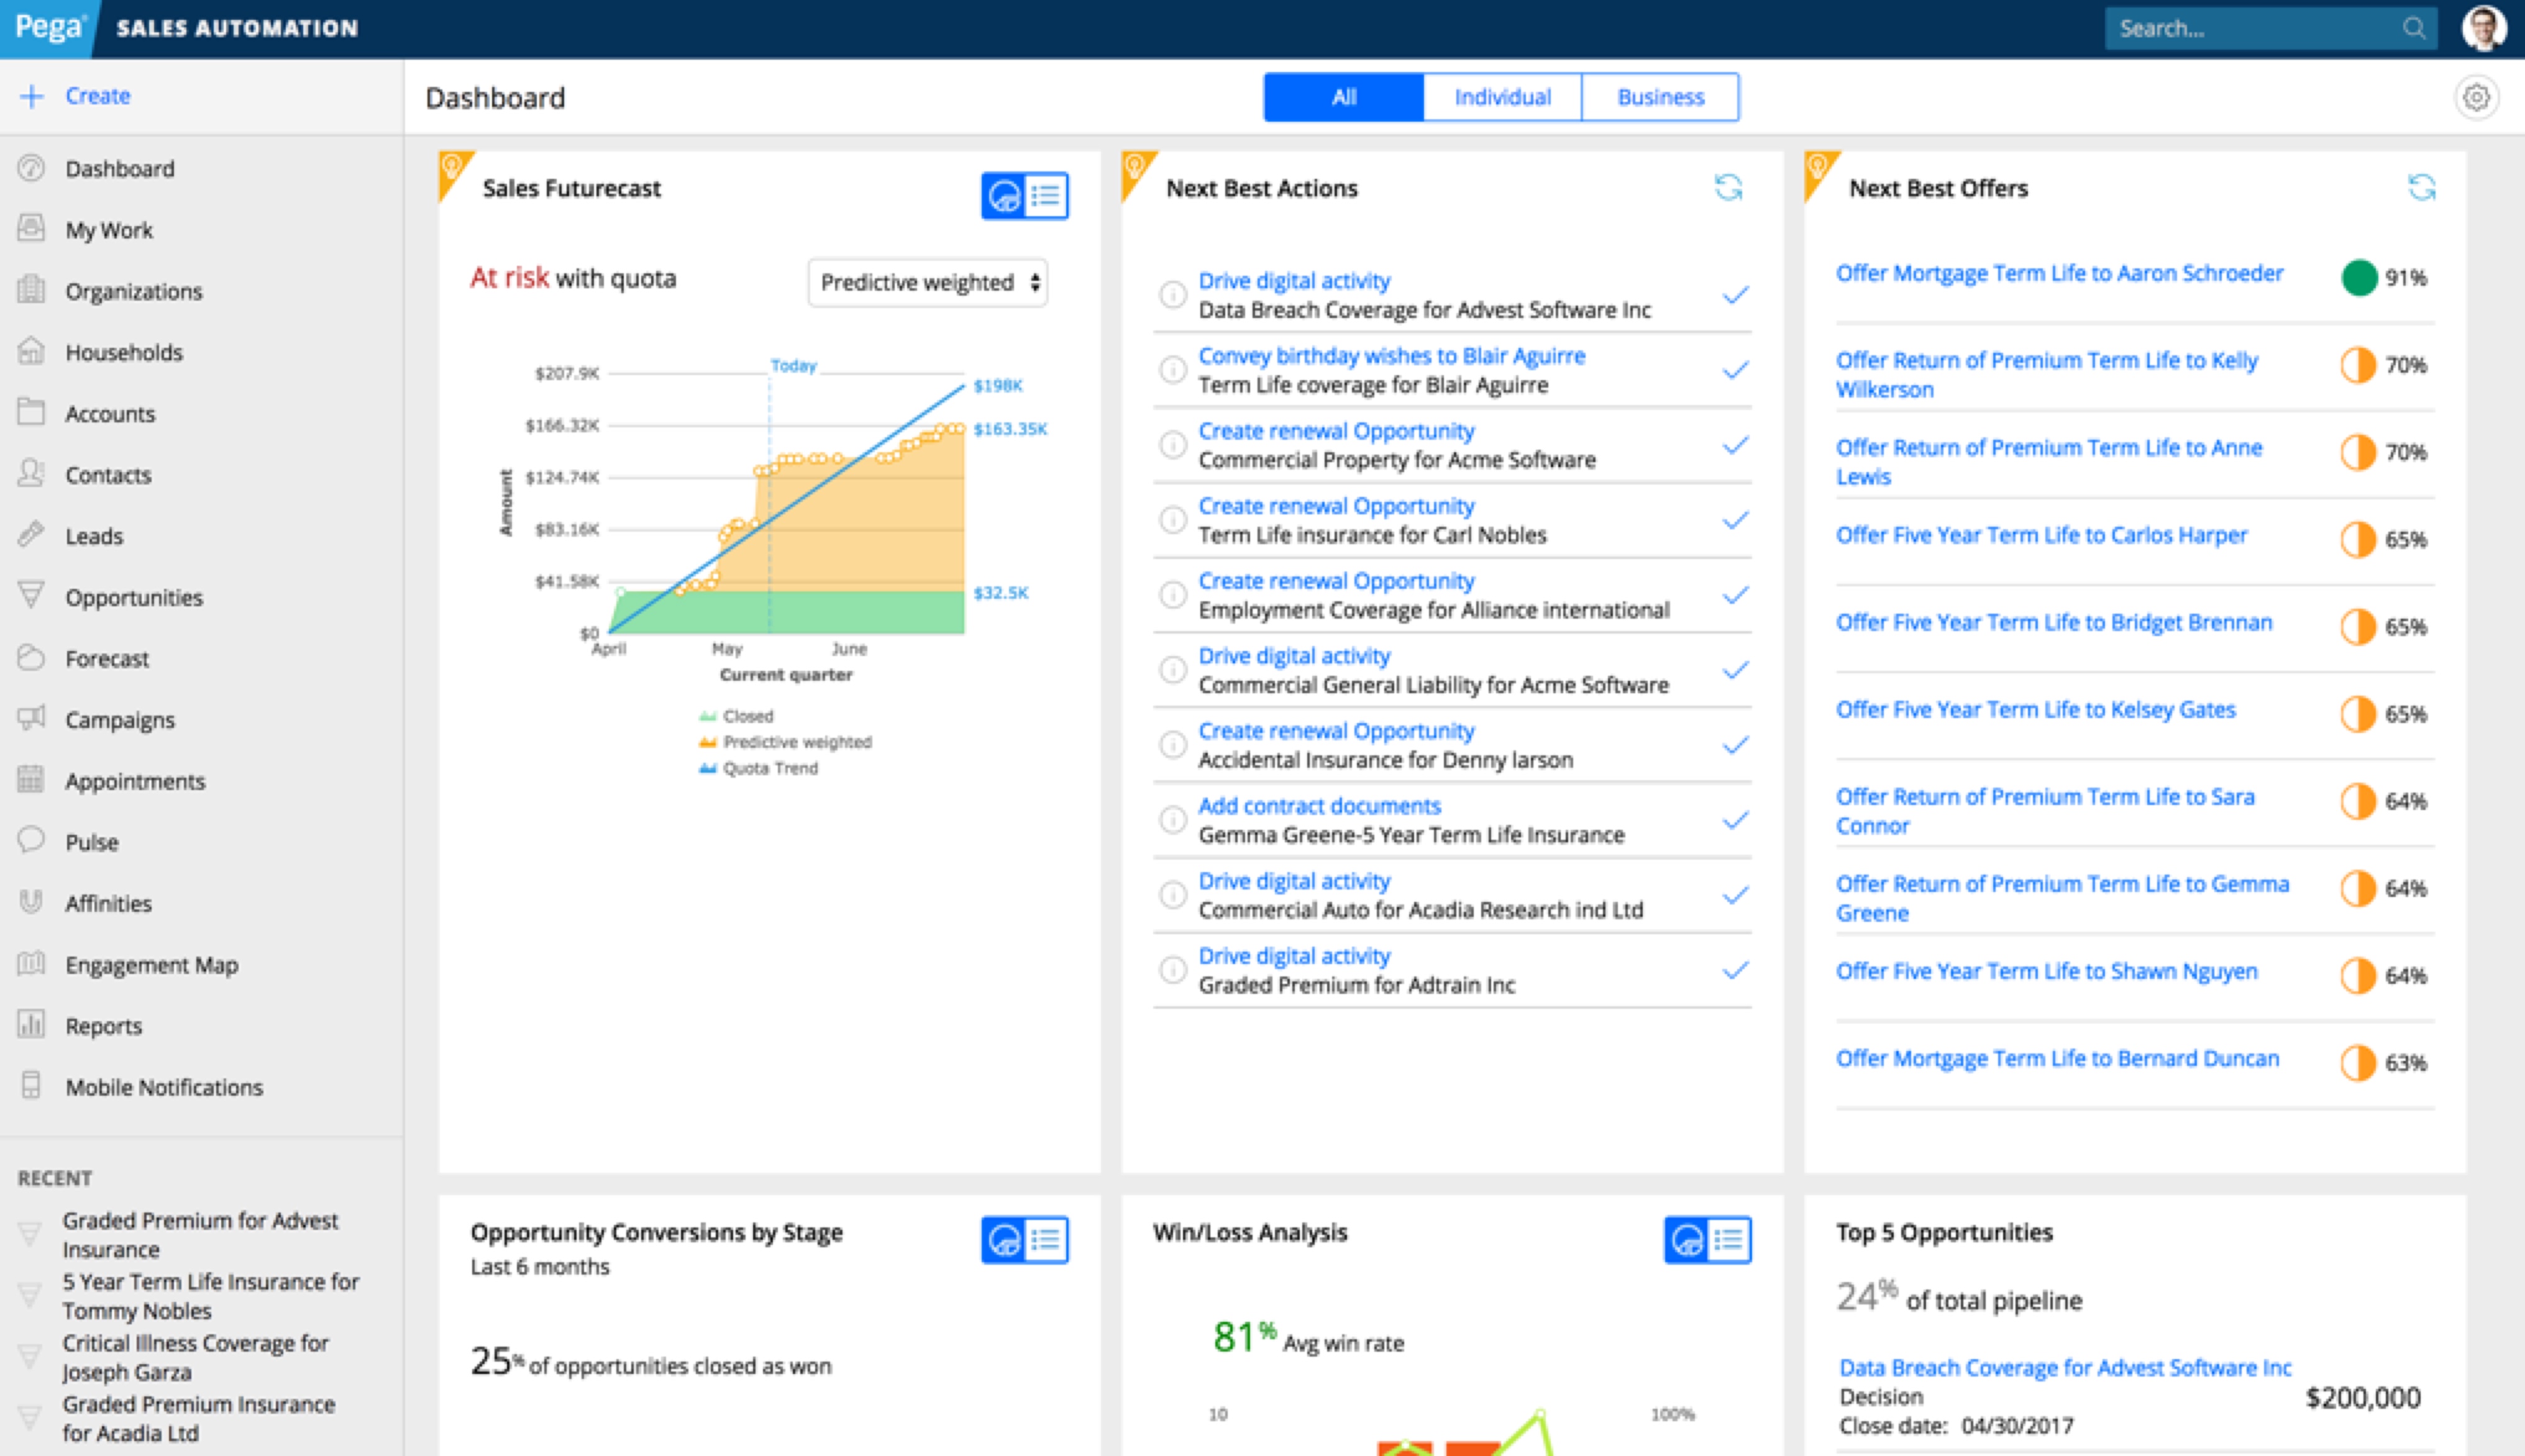 Pega
SALES AUTOMATION
Search...
Create
Dashboard
All
Individual
Business
Dashboard
My Work
Organizations
Households
Accounts
Contacts
Leads
Opportunities
Forecast
Campaigns
Appointments
Pulse
Affinities
Engagement Map
Reports
Mobile Notifications
RECENT
Graded Premium for Advest
Insurance
5 Year Term Life Insurance for
Tommy Nobles
Critical Illness Coverage for
Joseph Garza
Graded Premium Insurance
for Acadia Ltd
Sales Futurecast
At risk with quota
Predictive weighted
Today
$207.9K
$166.32K
$124.74K
$83.16K
$41.58K
$0
Amount
$198K
$163.35K
$32.5K
April
May
June
Current quarter
Closed
Predictive weighted
Quota Trend
Next Best Actions
Drive digital activity
Data Breach Coverage for Advest Software Inc
Convey birthday wishes to Blair Aguirre
Term Life coverage for Blair Aguirre
Create renewal Opportunity
Commercial Property for Acme Software
Create renewal Opportunity
Term Life insurance for Carl Nobles
Create renewal Opportunity
Employment Coverage for Alliance international
Drive digital activity
Commercial General Liability for Acme Software
Create renewal Opportunity
Accidental Insurance for Denny larson
Add contract documents
Gemma Greene-5 Year Term Life Insurance
Drive digital activity
Commercial Auto for Acadia Research ind Ltd
Drive digital activity
Graded Premium for Adtrain Inc
Next Best Offers
Offer Mortgage Term Life to Aaron Schroeder
91%
Offer Return of Premium Term Life to Kelly
Wilkerson
70%
Offer Return of Premium Term Life to Anne
Lewis
70%
Offer Five Year Term Life to Carlos Harper
65%
Offer Five Year Term Life to Bridget Brennan
65%
Offer Five Year Term Life to Kelsey Gates
65%
Offer Return of Premium Term Life to Sara
Connor
64%
Offer Return of Premium Term Life to Gemma
Greene
64%
Offer Five Year Term Life to Shawn Nguyen
64%
Offer Mortgage Term Life to Bernard Duncan
63%
Opportunity Conversions by Stage
Last 6 months
25% of opportunities closed as won
Win/Loss Analysis
81% Avg win rate
10
100%
Top 5 Opportunities
24% of total pipeline
Data Breach Coverage for Advest Software Inc
Decision
$200,000
Close date: 04/30/2017